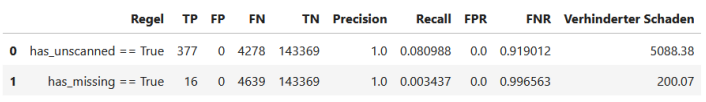 Regel TP FP FN TN Precision Recall FPR FNR Verhinderter Schaden
0 has_unscanned == True 377 0 4278 143369 1.0 0.080988 0.0 0.919012 5088.38
1 has_missing == True 16 0 4639 143369 1.0 0.003437 0.0 0.996563 200.07